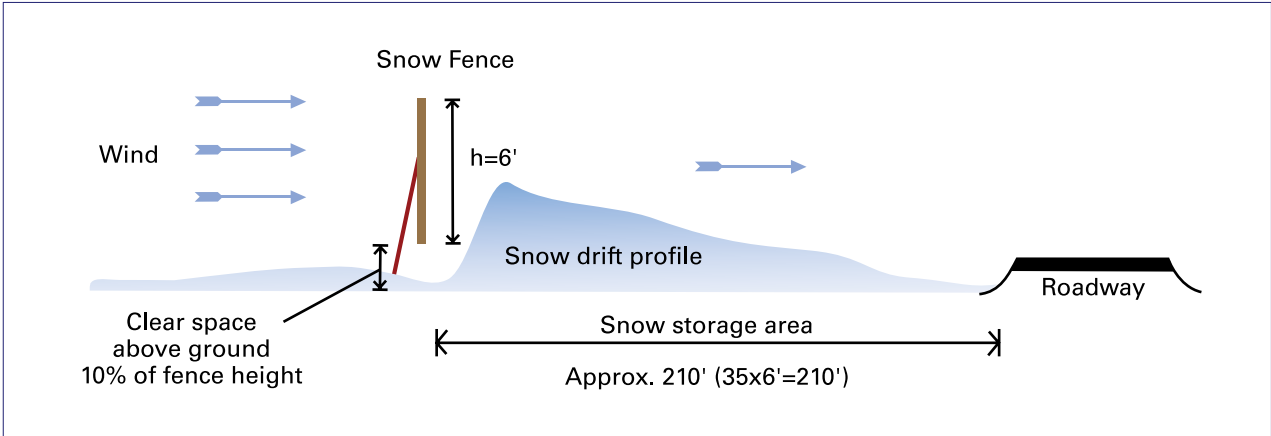 Snow Fence
Wind
h=6'
Snow drift profile
Roadway
Clear space
above ground
10% of fence height
Snow storage area
Approx. 210' (35x6'=210')